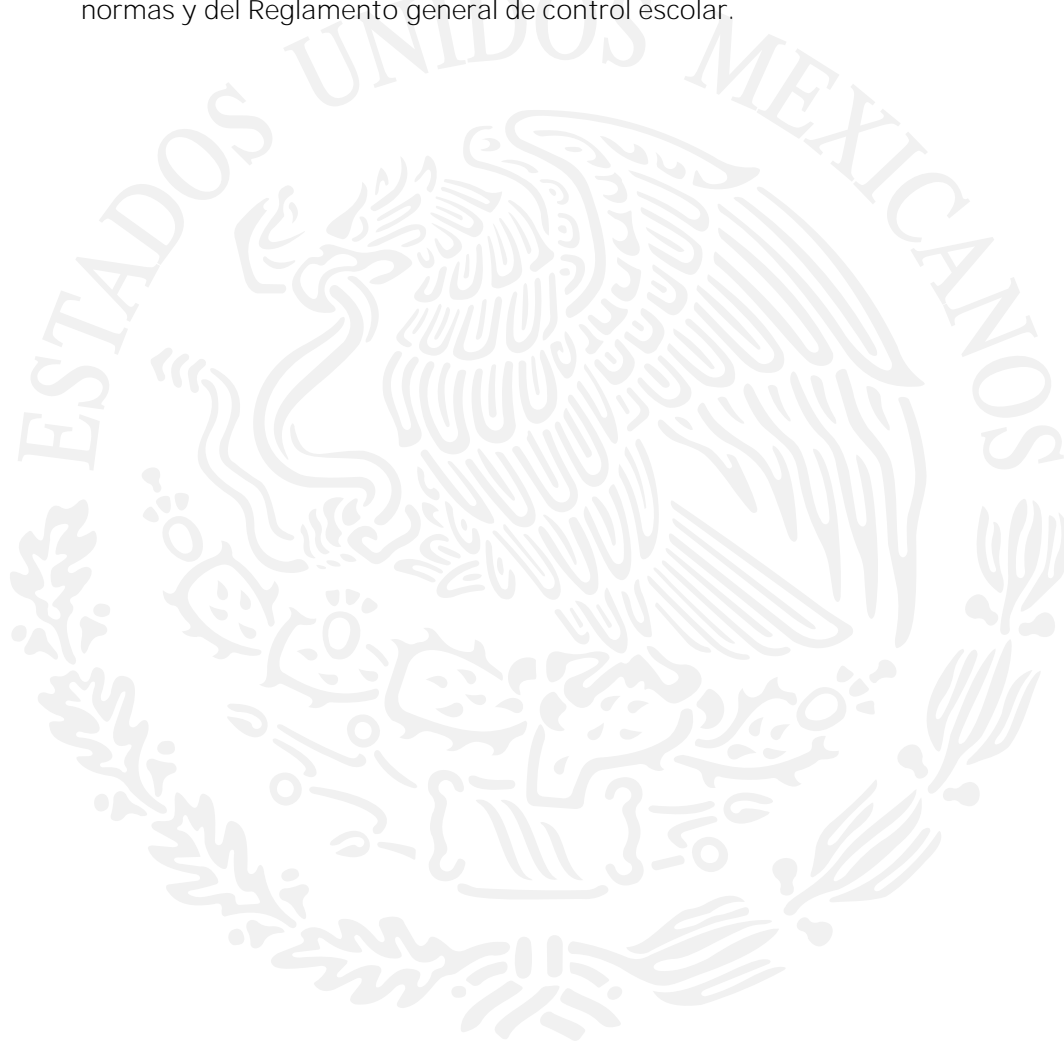 normas y del Reglamento general de control escolar.
ESTADOS UNIDOS MEXICANOS